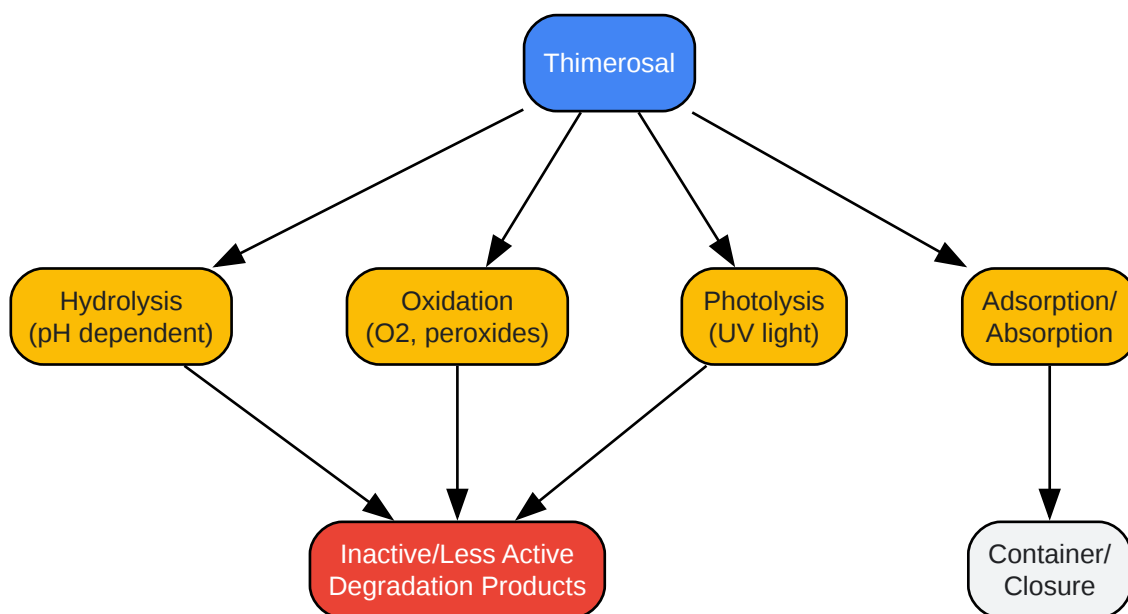 Thimerosal
Hydrolysis
(pH dependent)
Oxidation
(O2, peroxides)
Photolysis
(UV light)
Adsorption/
Absorption
Inactive/Less Active
Degradation Products
Container/
Closure